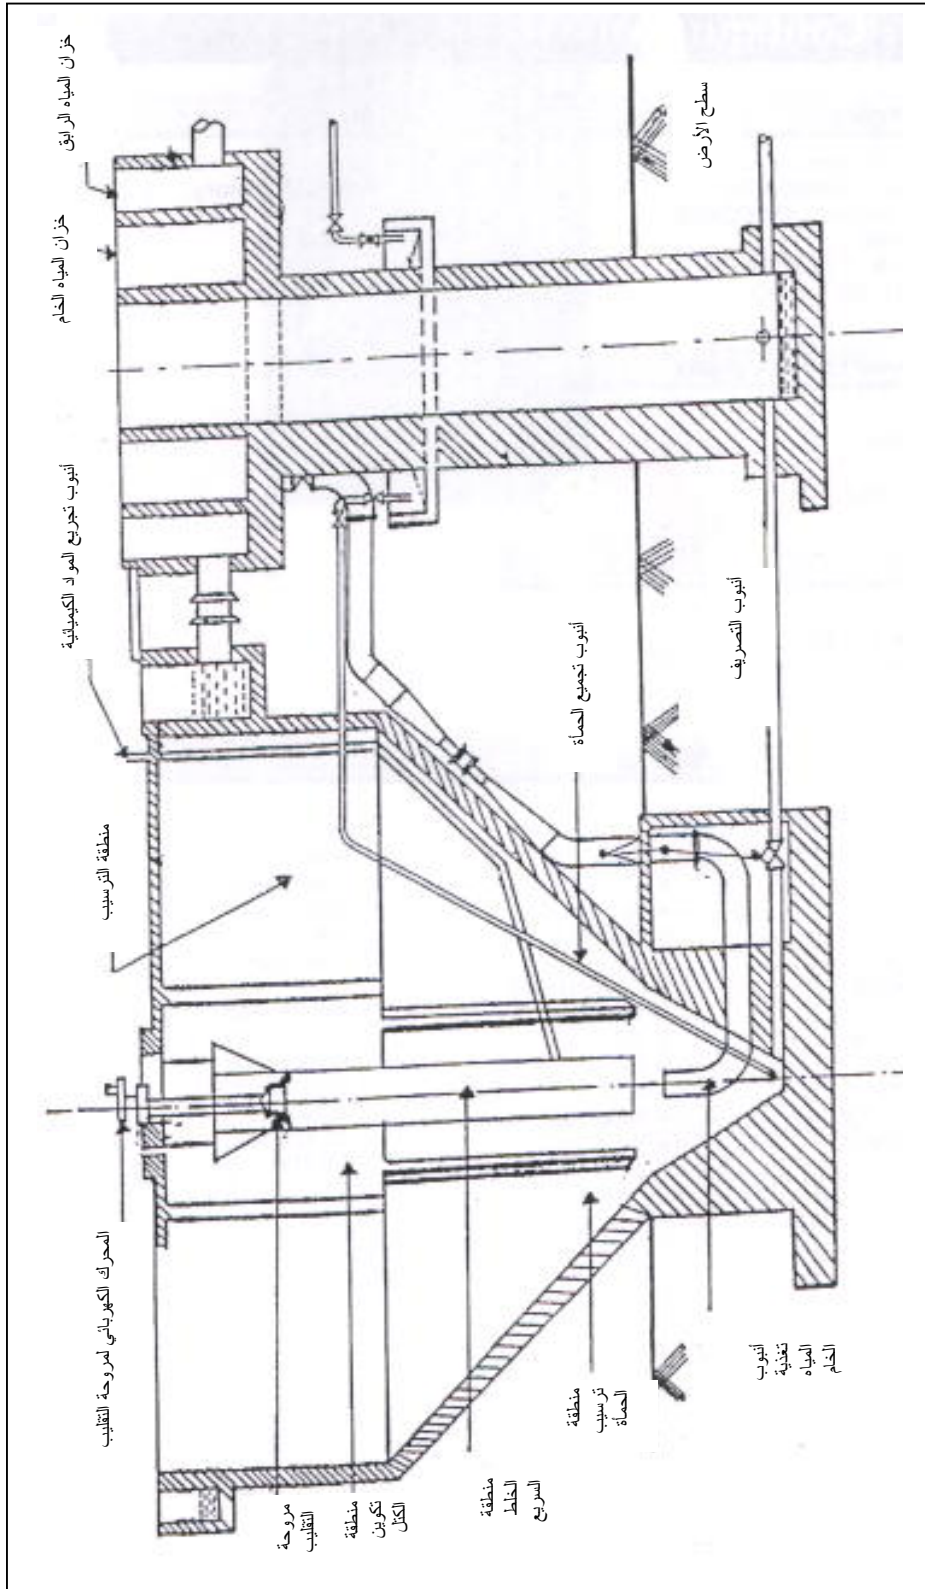 خزان المياه الرايق
خزان المياه الخام
أنبوب تجريع المواد الكيميائية
منطقة الترسيب
المحرك الكهربائي لمروحة التقليب
سطح الأرض
أنبوب التصريف
أنبوب تجميع الحمأة
أنبوب
تغذية
المياه
الخام
منطقة
ترسيب
الحمأة
منطقة
الخلط
السريع
منطقة
تكوين
الكتل
مروحة
التقليب